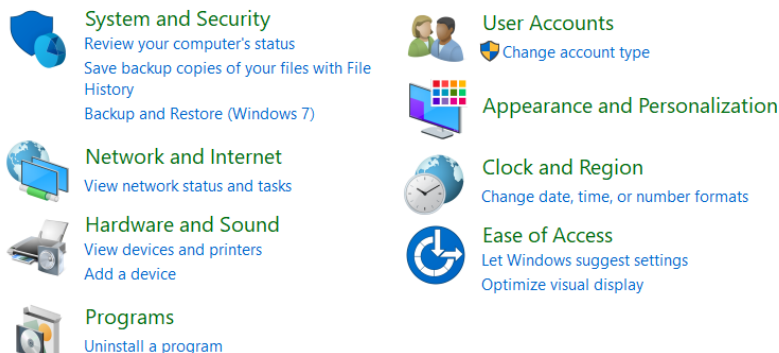 System and Security
Review your computer's status
Save backup copies of your files with File
History
Backup and Restore (Windows 7)
Network and Internet
View network status and tasks
Hardware and Sound
View devices and printers
Add a device
Programs
Uninstall a program
User Accounts
Change account type
Appearance and Personalization
Clock and Region
Change date, time, or number formats
Ease of Access
Let Windows suggest settings
Optimize visual display